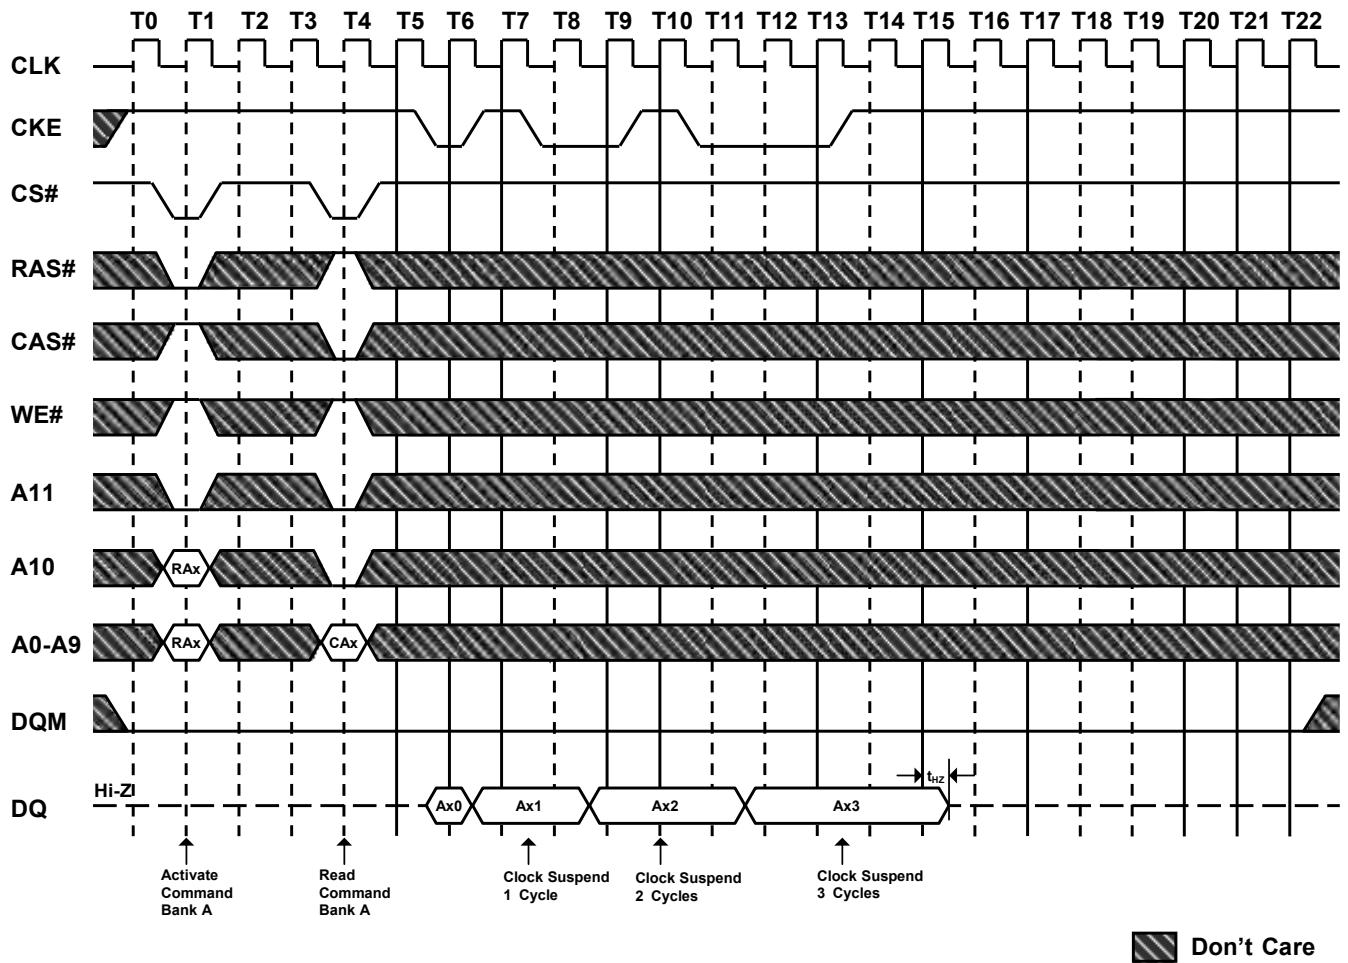 T0 T1 T2 T3 T4 T5 T6 T7 T8 T9 T10 T11 T12 T13 T14 T15 T16 T17 T18 T19 T20 T21 T22
CLK
CKE
CS#
RAS#
CAS#
WE#
A11
A10 RAx
A0-A9 RAx CAx
DQM
Hi-Z tHZ
DQ Ax0 Ax1 Ax2 Ax3
Activate
Command
Bank A
Read
Command
Bank A
Clock Suspend
1 Cycle
Clock Suspend
2 Cycles
Clock Suspend
3 Cycles
Don't Care